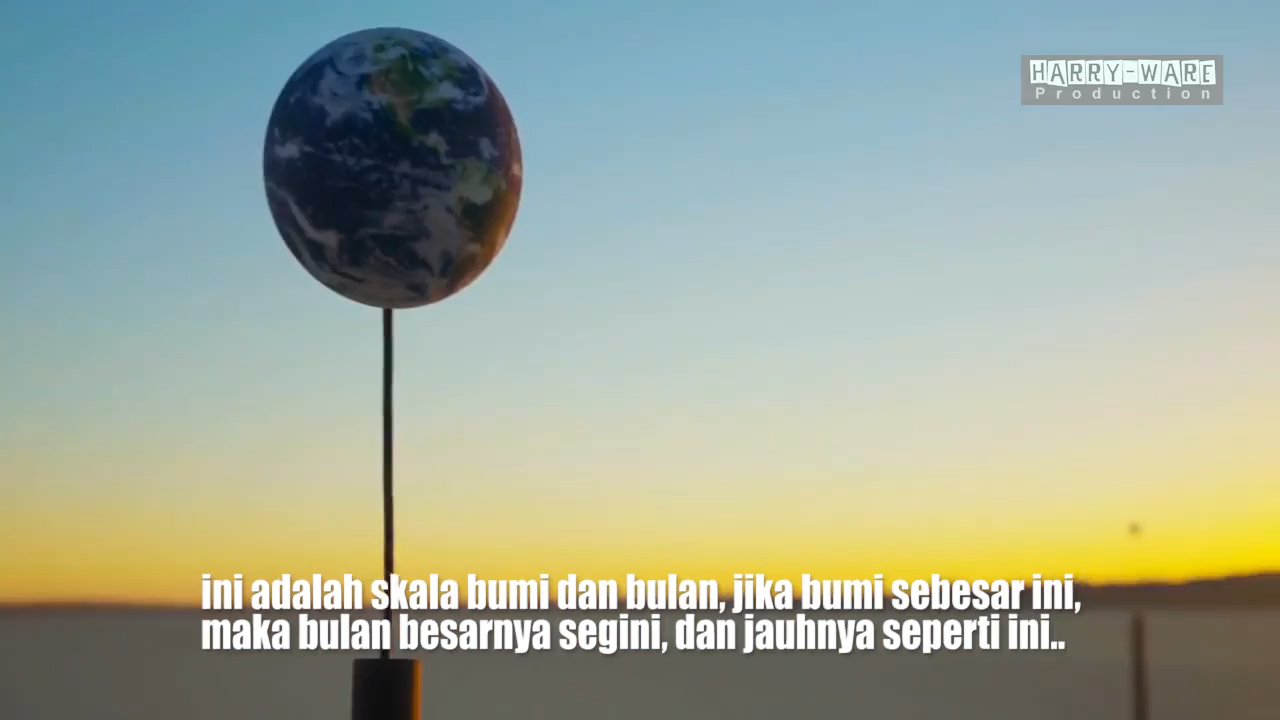 HARRY-WARE
Production
ini adalah skala bumi dan bulan, jika bumi sebesar ini,
maka bulan besarnya segini, dan jauhnya seperti ini..